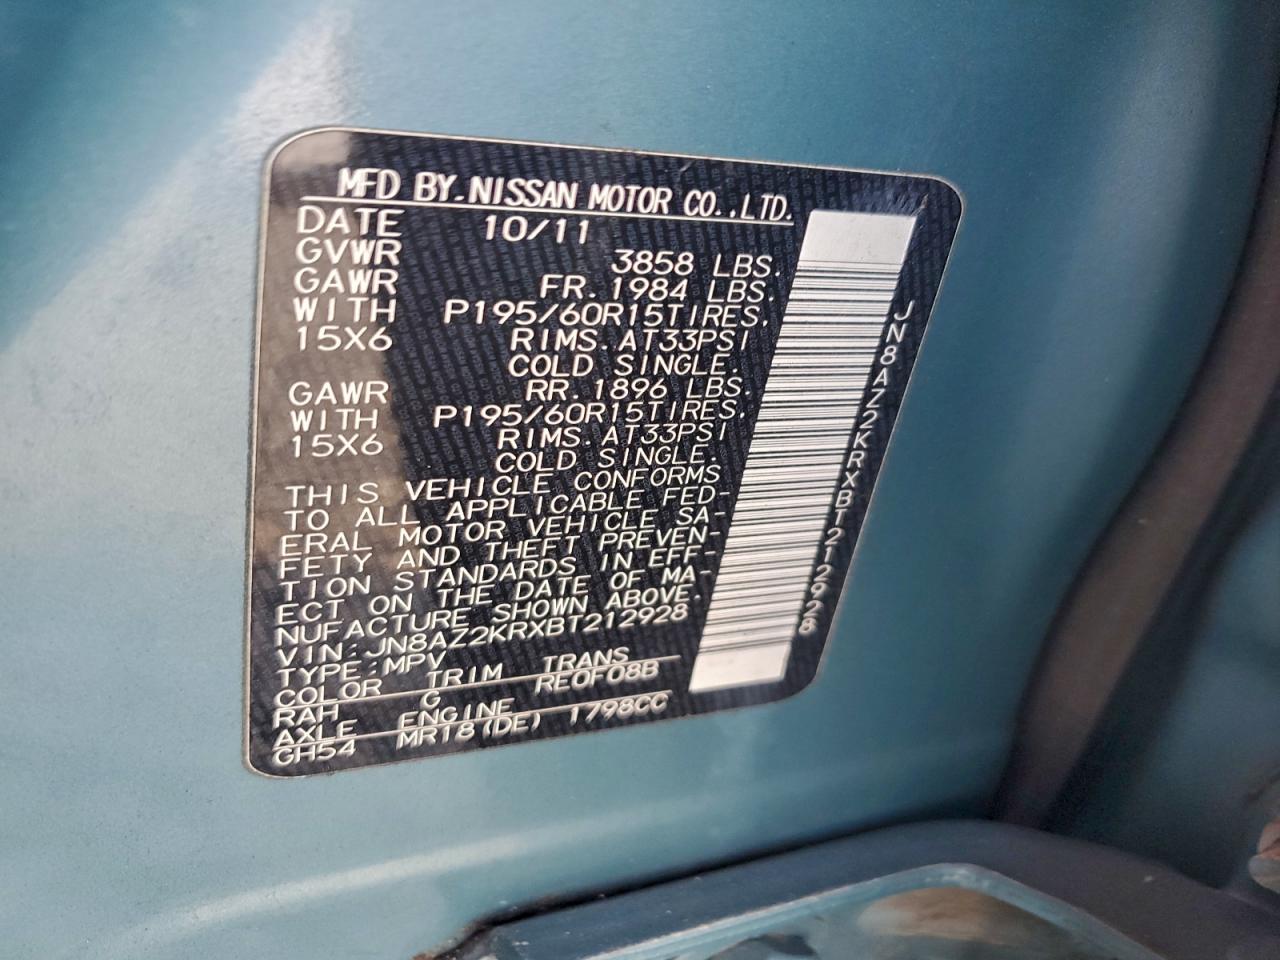 MFD BY. NISSAN MOTOR CO., LTD.
DATE 10/11
GVWR 3858 LBS.
GAWR FR. 1984 LBS.
WITH P195/60R15TIRES,
15X6 RIMS. AT33PSI
COLD SINGLE.
GAWR RR. 1896 LBS.
WITH P195/60R15TIRES,
15X6 RIMS. AT33PSI
COLD SINGLE.
THIS VEHICLE CONFORMS
TO ALL APPLICABLE FED-
ERAL MOTOR VEHICLE SA-
FETY AND THEFT PREVEN-
TION STANDARDS IN EFF-
ECT ON THE DATE OF MA-
NUFACTURE SHOWN ABOVE.
VIN:JN8AZ2KRXBT212928
TYPE:MPV
COLOR TRIM TRANS
RAH G RE0F08B
AXLE ENGINE
GH54 MR18(DE) 1798CC
JN8AZ2KRXBT212928